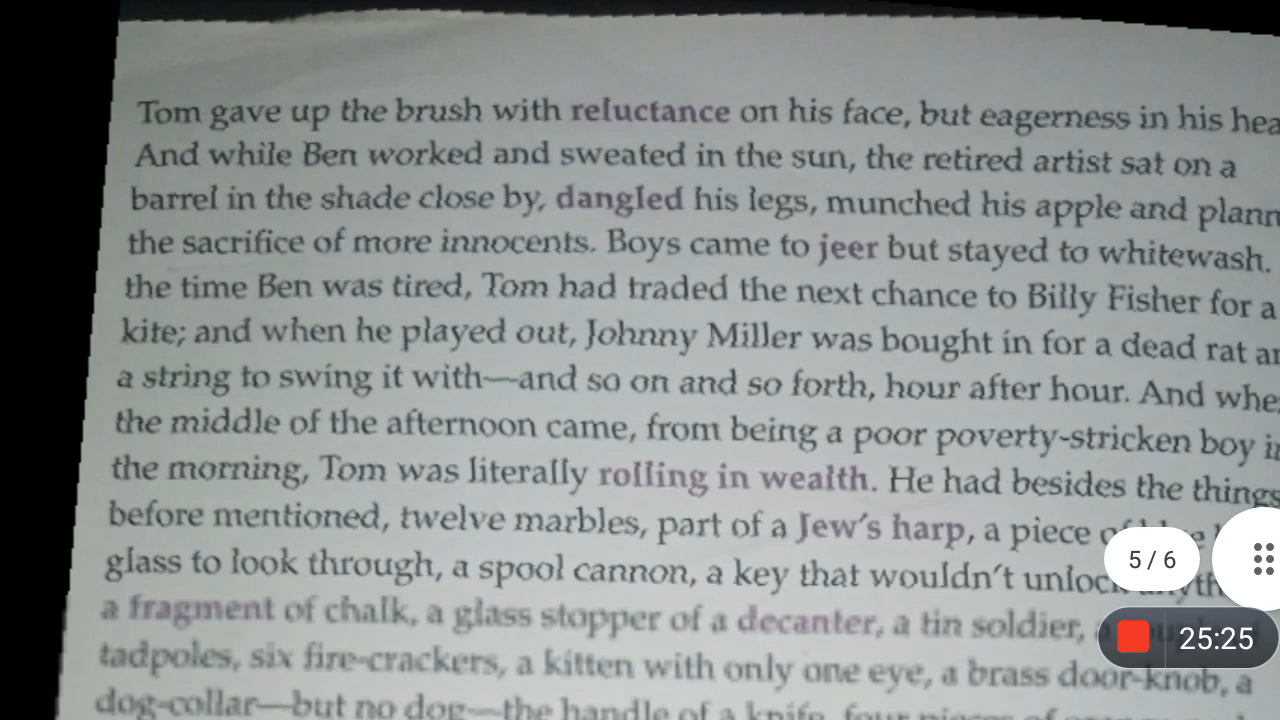 Tom gave up the brush with reluctance on his face, but eagerness in his hea
And while Ben worked and sweated in the sun, the retired artist sat on a
barrel in the shade close by, dangled his legs, munched his apple and plann
the sacrifice of more innocents. Boys came to jeer but stayed to whitewash.
the time Ben was tired, Tom had traded the next chance to Billy Fisher for a
kite; and when he played out, Johnny Miller was bought in for a dead rat an
a string to swing it with—and so on and so forth, hour after hour. And whe
the middle of the afternoon came, from being a poor poverty-stricken boy in
the morning, Tom was literally rolling in wealth. He had besides the things
before mentioned, twelve marbles, part of a Jew's harp, a piece
glass to look through, a spool cannon, a key that wouldn't unlock
a fragment of chalk, a glass stopper of a decanter, a tin soldier,
tadpoles, six fire-crackers, a kitten with only one eye, a brass door-knob, a
dog-collar—but no dog—the handle of a knife, four pieces of
5 / 6
25:25